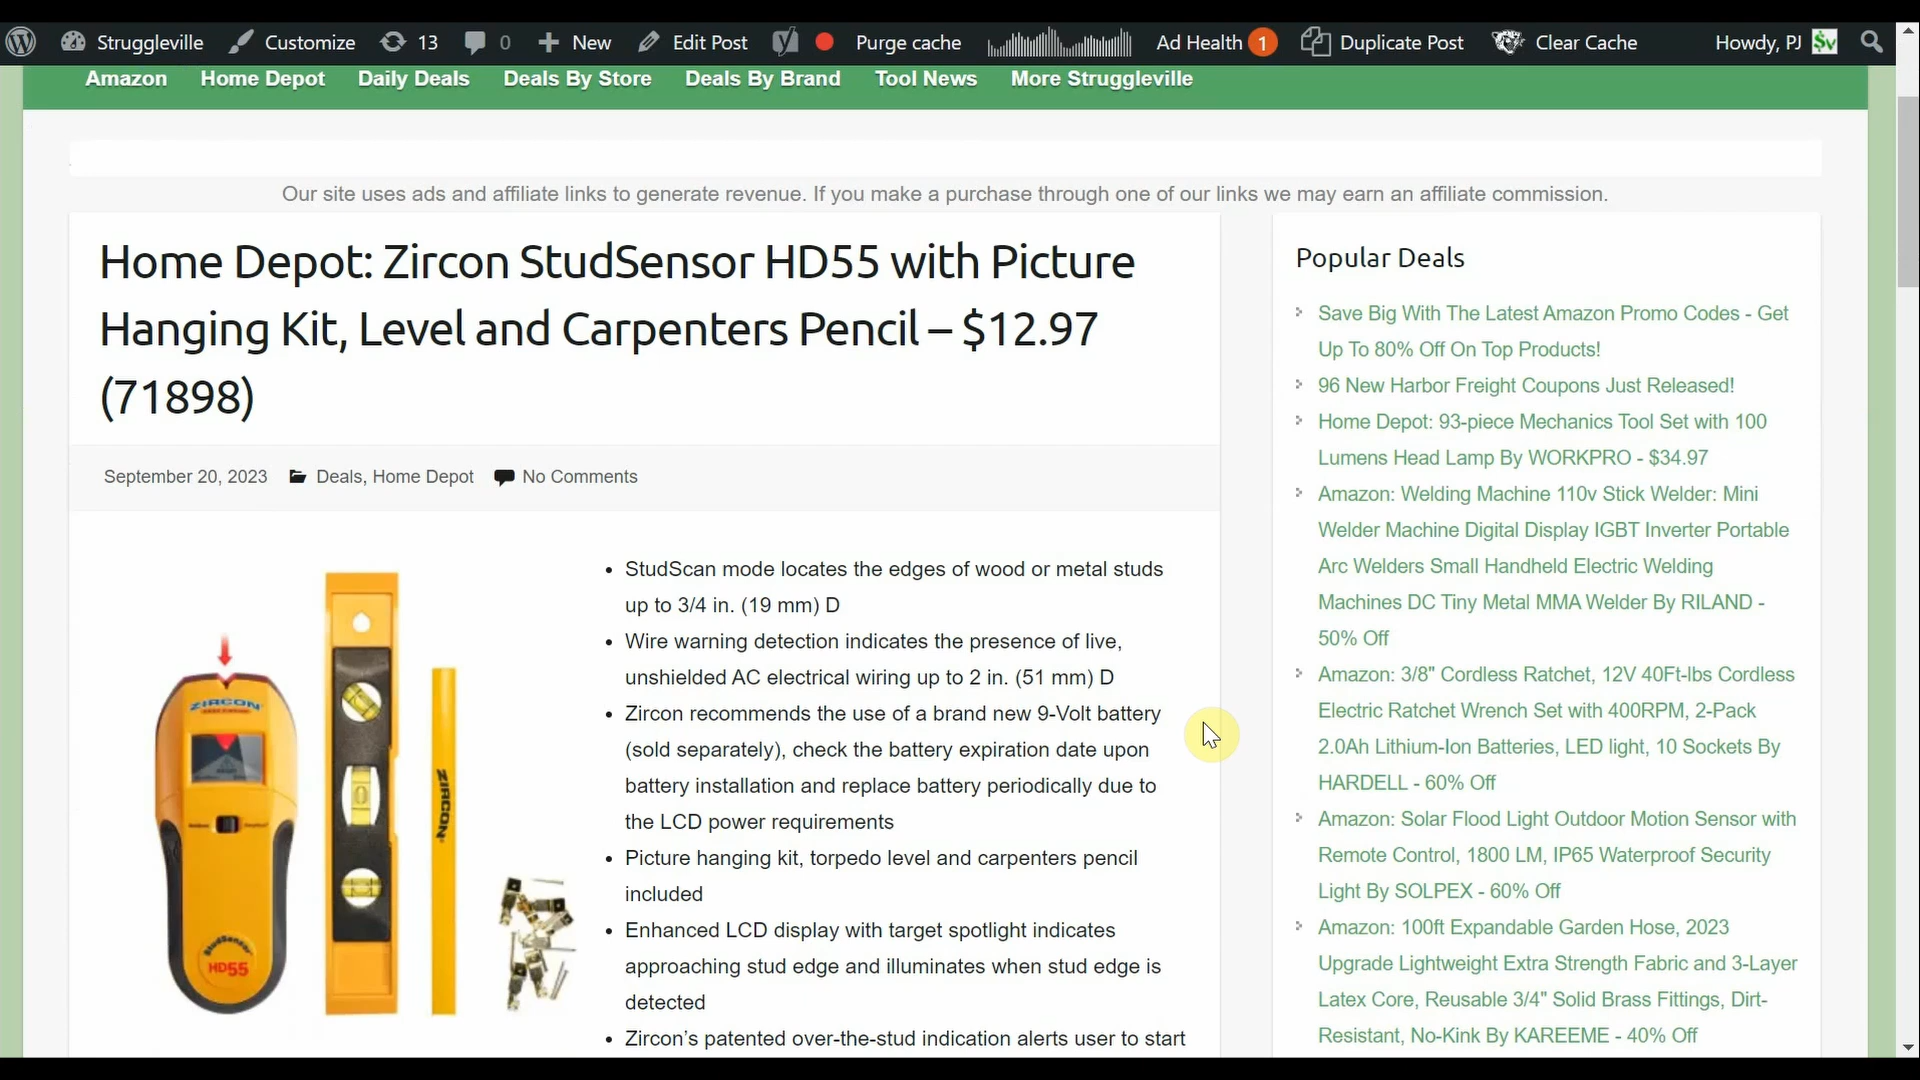 Struggleville Customize 13 0 New Edit Post Purge cache Ad Health 1 Duplicate Post Clear Cache Howdy, PJ
Amazon Home Depot Daily Deals Deals By Store Deals By Brand Tool News More Struggleville
Our site uses ads and affiliate links to generate revenue. If you make a purchase through one of our links we may earn an affiliate commission.
Home Depot: Zircon StudSensor HD55 with Picture
Hanging Kit, Level and Carpenters Pencil – $12.97
(71898)
September 20, 2023 Deals, Home Depot No Comments
ZIRCON
StudSensor
HD55
ZIRCON
• StudScan mode locates the edges of wood or metal studs
up to 3/4 in. (19 mm) D
• Wire warning detection indicates the presence of live,
unshielded AC electrical wiring up to 2 in. (51 mm) D
• Zircon recommends the use of a brand new 9-Volt battery
(sold separately), check the battery expiration date upon
battery installation and replace battery periodically due to
the LCD power requirements
• Picture hanging kit, torpedo level and carpenters pencil
included
• Enhanced LCD display with target spotlight indicates
approaching stud edge and illuminates when stud edge is
detected
• Zircon’s patented over-the-stud indication alerts user to start
Popular Deals
Save Big With The Latest Amazon Promo Codes - Get
Up To 80% Off On Top Products!
96 New Harbor Freight Coupons Just Released!
Home Depot: 93-piece Mechanics Tool Set with 100
Lumens Head Lamp By WORKPRO - $34.97
Amazon: Welding Machine 110v Stick Welder: Mini
Welder Machine Digital Display IGBT Inverter Portable
Arc Welders Small Handheld Electric Welding
Machines DC Tiny Metal MMA Welder By RILAND -
50% Off
Amazon: 3/8" Cordless Ratchet, 12V 40Ft-lbs Cordless
Electric Ratchet Wrench Set with 400RPM, 2-Pack
2.0Ah Lithium-Ion Batteries, LED light, 10 Sockets By
HARDELL - 60% Off
Amazon: Solar Flood Light Outdoor Motion Sensor with
Remote Control, 1800 LM, IP65 Waterproof Security
Light By SOLPEX - 60% Off
Amazon: 100ft Expandable Garden Hose, 2023
Upgrade Lightweight Extra Strength Fabric and 3-Layer
Latex Core, Reusable 3/4" Solid Brass Fittings, Dirt-
Resistant, No-Kink By KAREEME - 40% Off